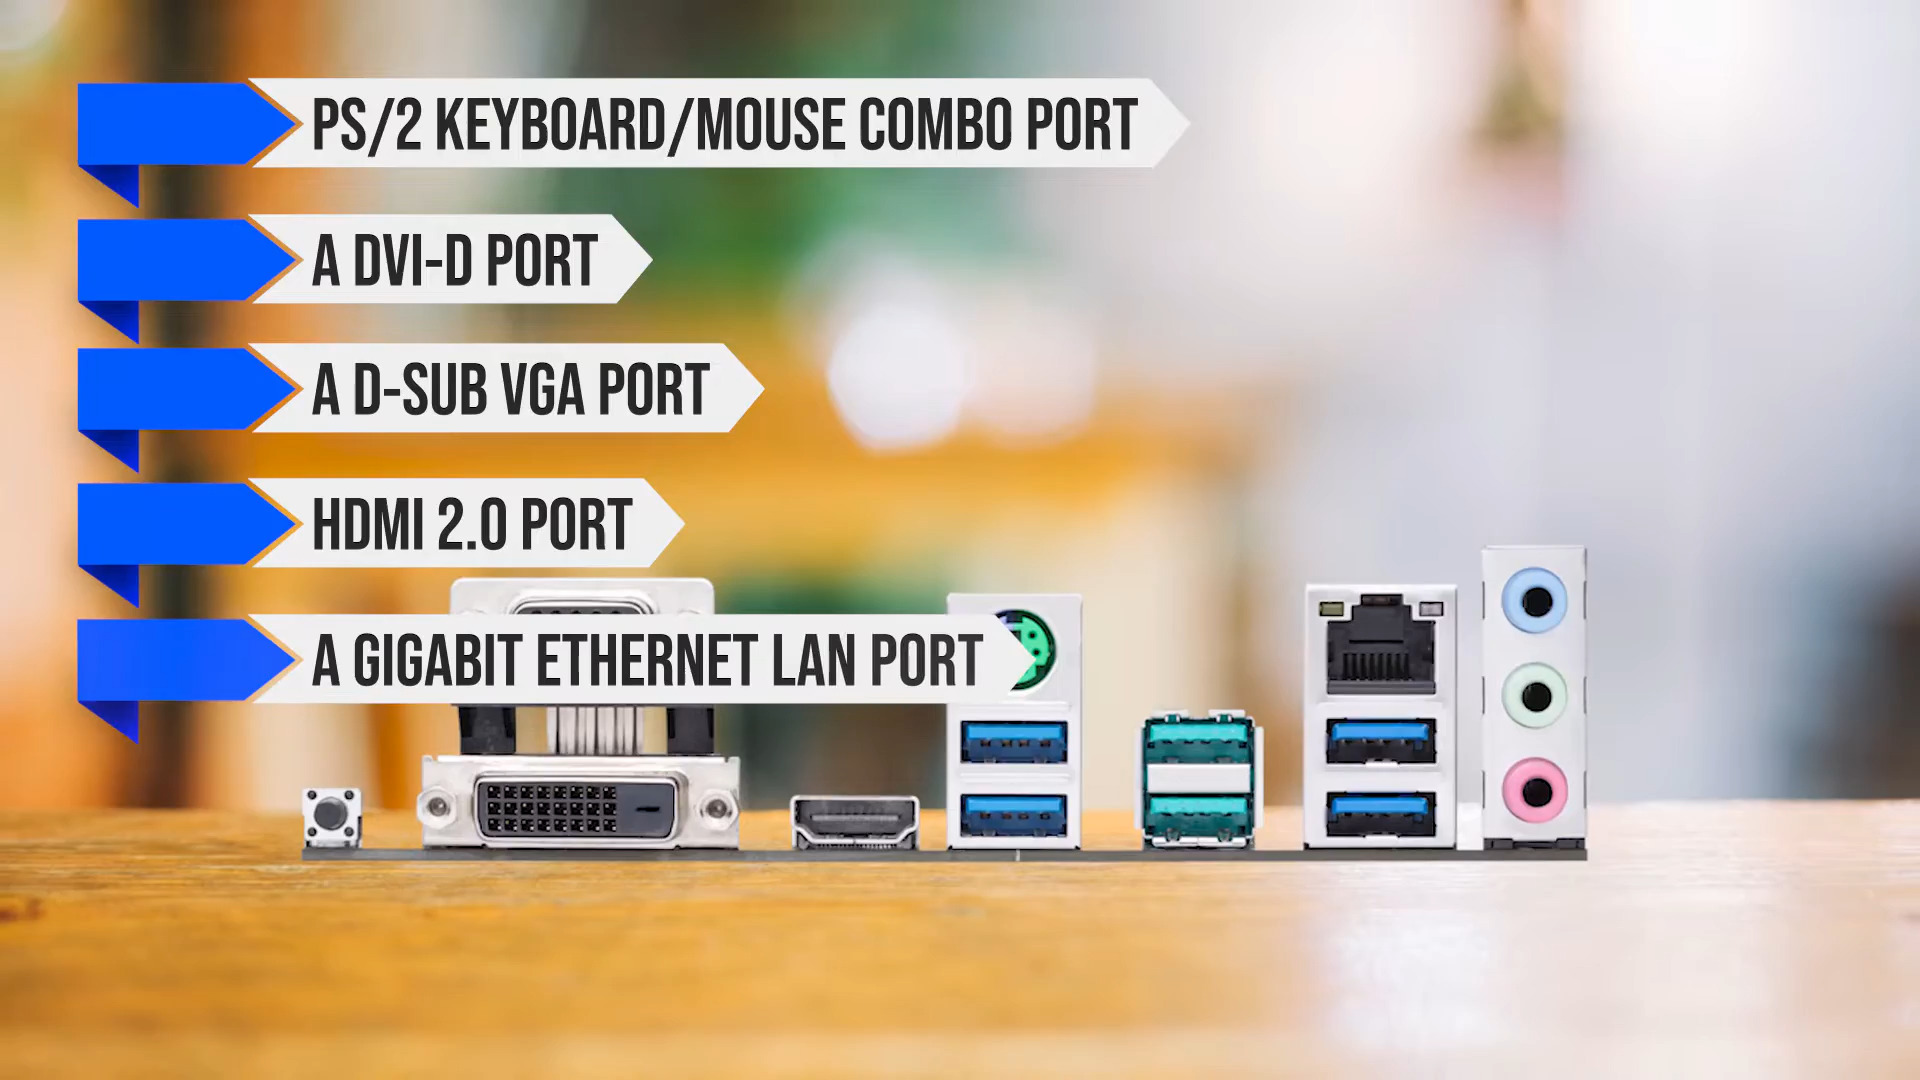 PS/2 KEYBOARD/MOUSE COMBO PORT
A DVI-D PORT
A D-SUB VGA PORT
HDMI 2.0 PORT
A GIGABIT ETHERNET LAN PORT